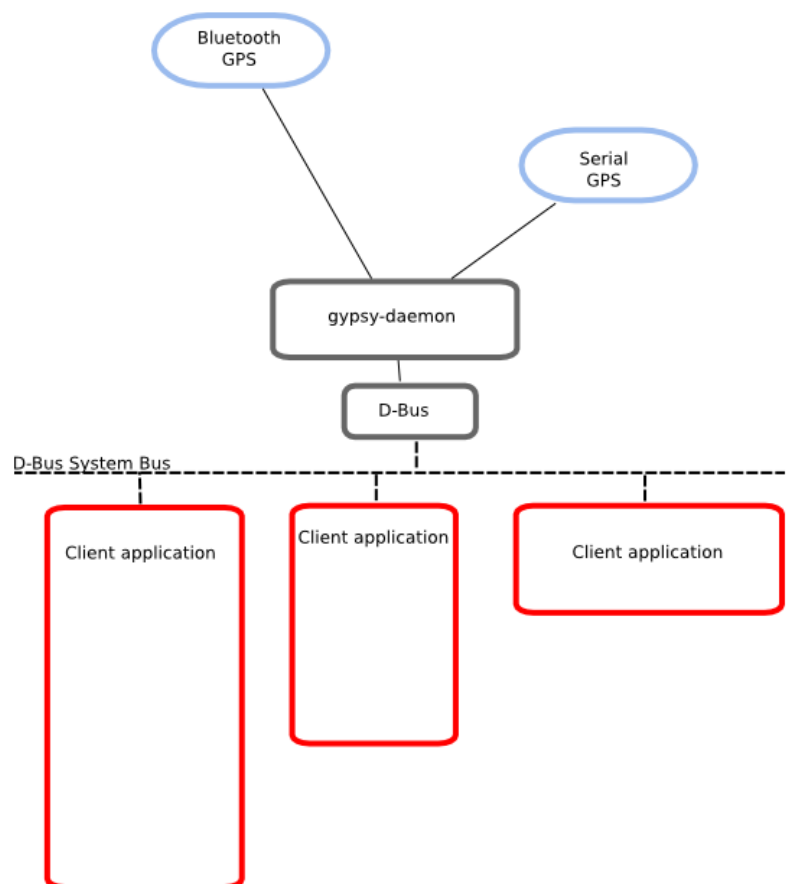 Bluetooth
GPS
Serial
GPS
gypsy-daemon
D-Bus
D-Bus System Bus
Client application
Client application
Client application